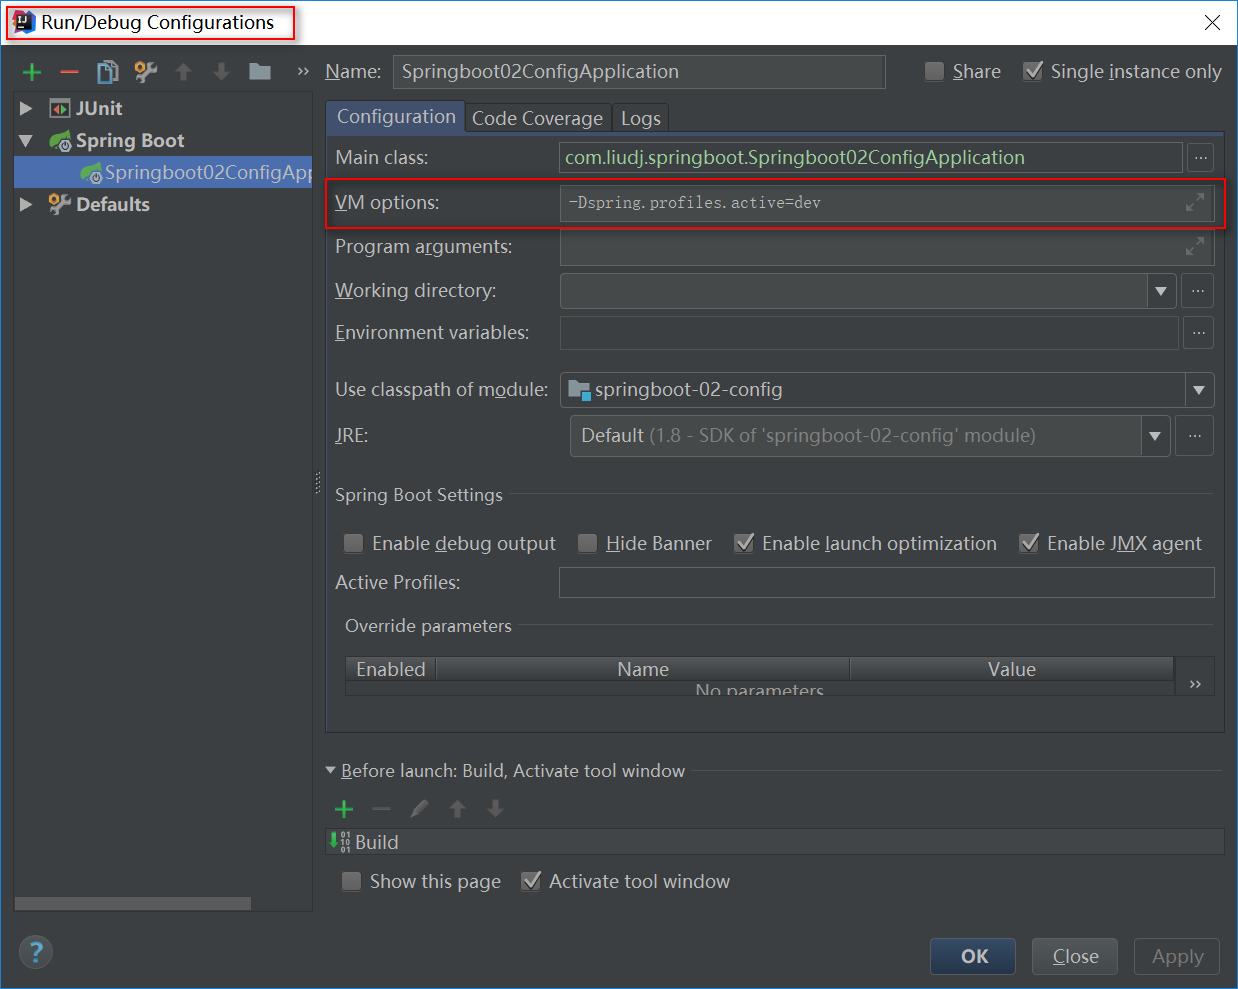 Run/Debug Configurations
Name: Springboot02ConfigApplication Share Single instance only
JUnit
Spring Boot
Springboot02ConfigApp
Defaults
Configuration Code Coverage Logs
Main class: com.liudj.springboot.Springboot02ConfigApplication ...
VM options: -Dspring.profiles.active=dev
Program arguments:
Working directory: ...
Environment variables: ...
Use classpath of module: springboot-02-config
JRE: Default (1.8 - SDK of 'springboot-02-config' module) ...
Spring Boot Settings
Enable debug output Hide Banner Enable launch optimization Enable JMX agent
Active Profiles:
Override parameters
Enabled Name Value
No parameters
Before launch: Build, Activate tool window
Build
Show this page Activate tool window
? OK Close Apply